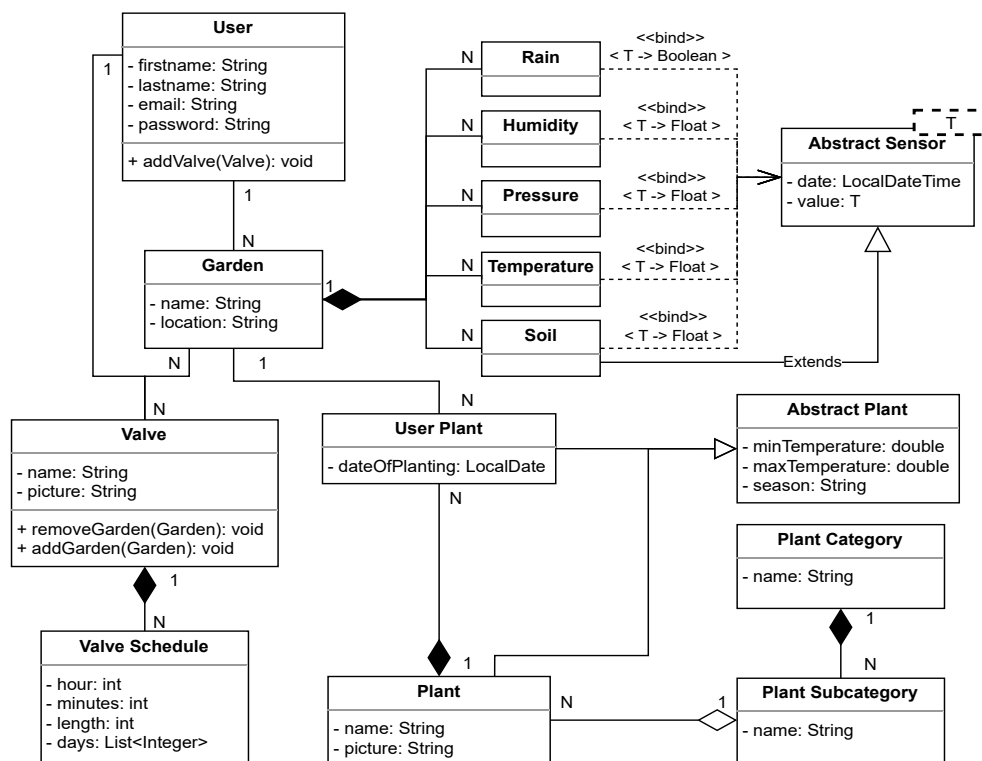 User
- firstname: String
- lastname: String
- email: String
- password: String
+ addValve(Valve): void
1
1
N
Garden
- name: String
- location: String
1
N
1
N
Rain
N
Humidity
N
Pressure
N
Temperature
N
Soil
<<bind>>
< T -> Boolean >
<<bind>>
< T -> Float >
<<bind>>
< T -> Float >
<<bind>>
< T -> Float >
<<bind>>
< T -> Float >
T
Abstract Sensor
- date: LocalDateTime
- value: T
Extends
N
Valve
- name: String
- picture: String
+ removeGarden(Garden): void
+ addGarden(Garden): void
1
N
Valve Schedule
- hour: int
- minutes: int
- length: int
- days: List<Integer>
N
User Plant
- dateOfPlanting: LocalDate
N
1
Plant
- name: String
- picture: String
Abstract Plant
- minTemperature: double
- maxTemperature: double
- season: String
Plant Category
- name: String
1
N
Plant Subcategory
- name: String
N
1